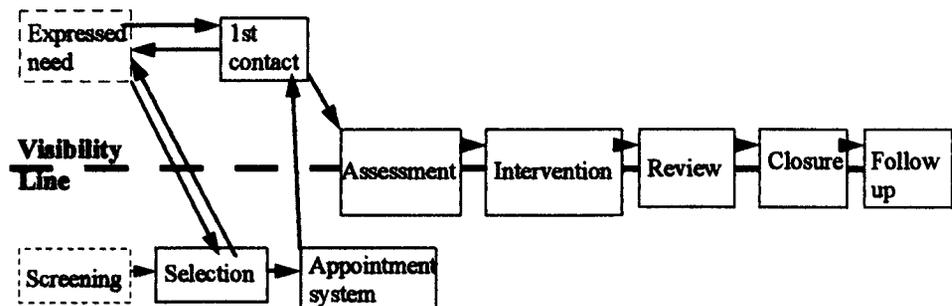 Expressed
need
1st
contact
Visibility
Line
Assessment
Intervention
Review
Closure
Follow
up
Screening
Selection
Appointment
system